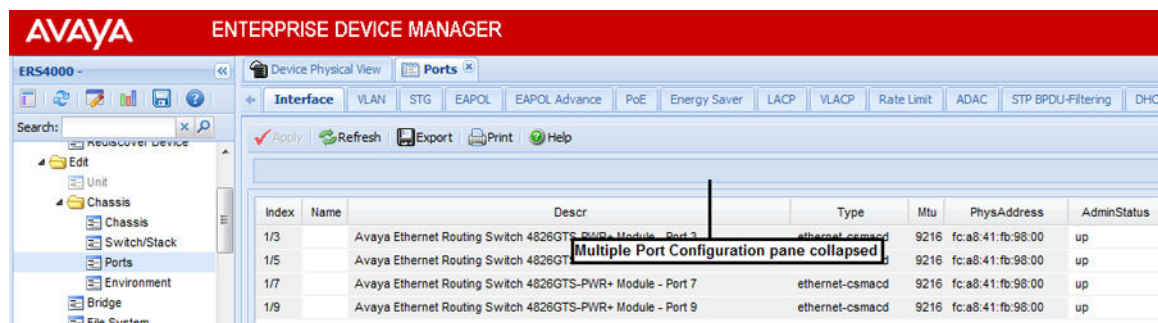 AVAYA ENTERPRISE DEVICE MANAGER
ERS4000 -
Device Physical View Ports
Interface VLAN STG EAPOL EAPOL Advance PoE Energy Saver LACP VLACP Rate Limit ADAC STP BPDU-Filtering DHC
Search:
Apply Refresh Export Print Help
Rediscover Device
Edit
Unit
Chassis
Chassis
Switch/Stack
Ports
Environment
Bridge
File System
Index Name Descr Type Mtu PhysAddress AdminStatus
1/3 Avaya Ethernet Routing Switch 4826GTS-PWR+ Module - Port 3 ethernet-csmacd 9216 fc:a8:41:fb:98:00 up
Multiple Port Configuration pane collapsed
1/5 Avaya Ethernet Routing Switch 4826GTS 9216 fc:a8:41:fb:98:00 up
1/7 Avaya Ethernet Routing Switch 4826GTS-PWR+ Module - Port 7 ethernet-csmacd 9216 fc:a8:41:fb:98:00 up
1/9 Avaya Ethernet Routing Switch 4826GTS-PWR+ Module - Port 9 ethernet-csmacd 9216 fc:a8:41:fb:98:00 up